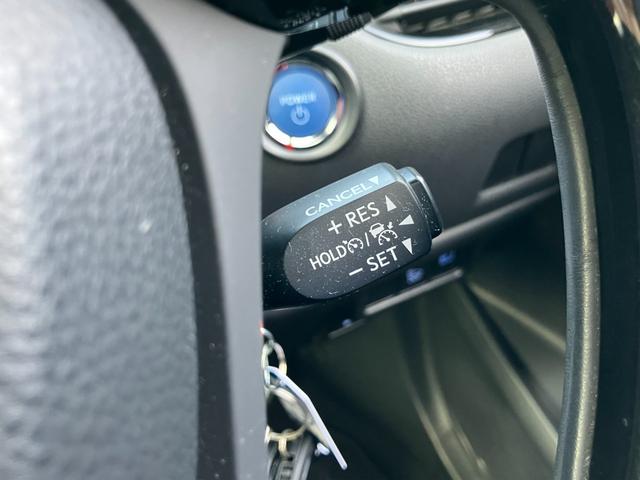 POWER
CANCEL▼
+ RES ▲
HOLD / ◀
− SET ▼